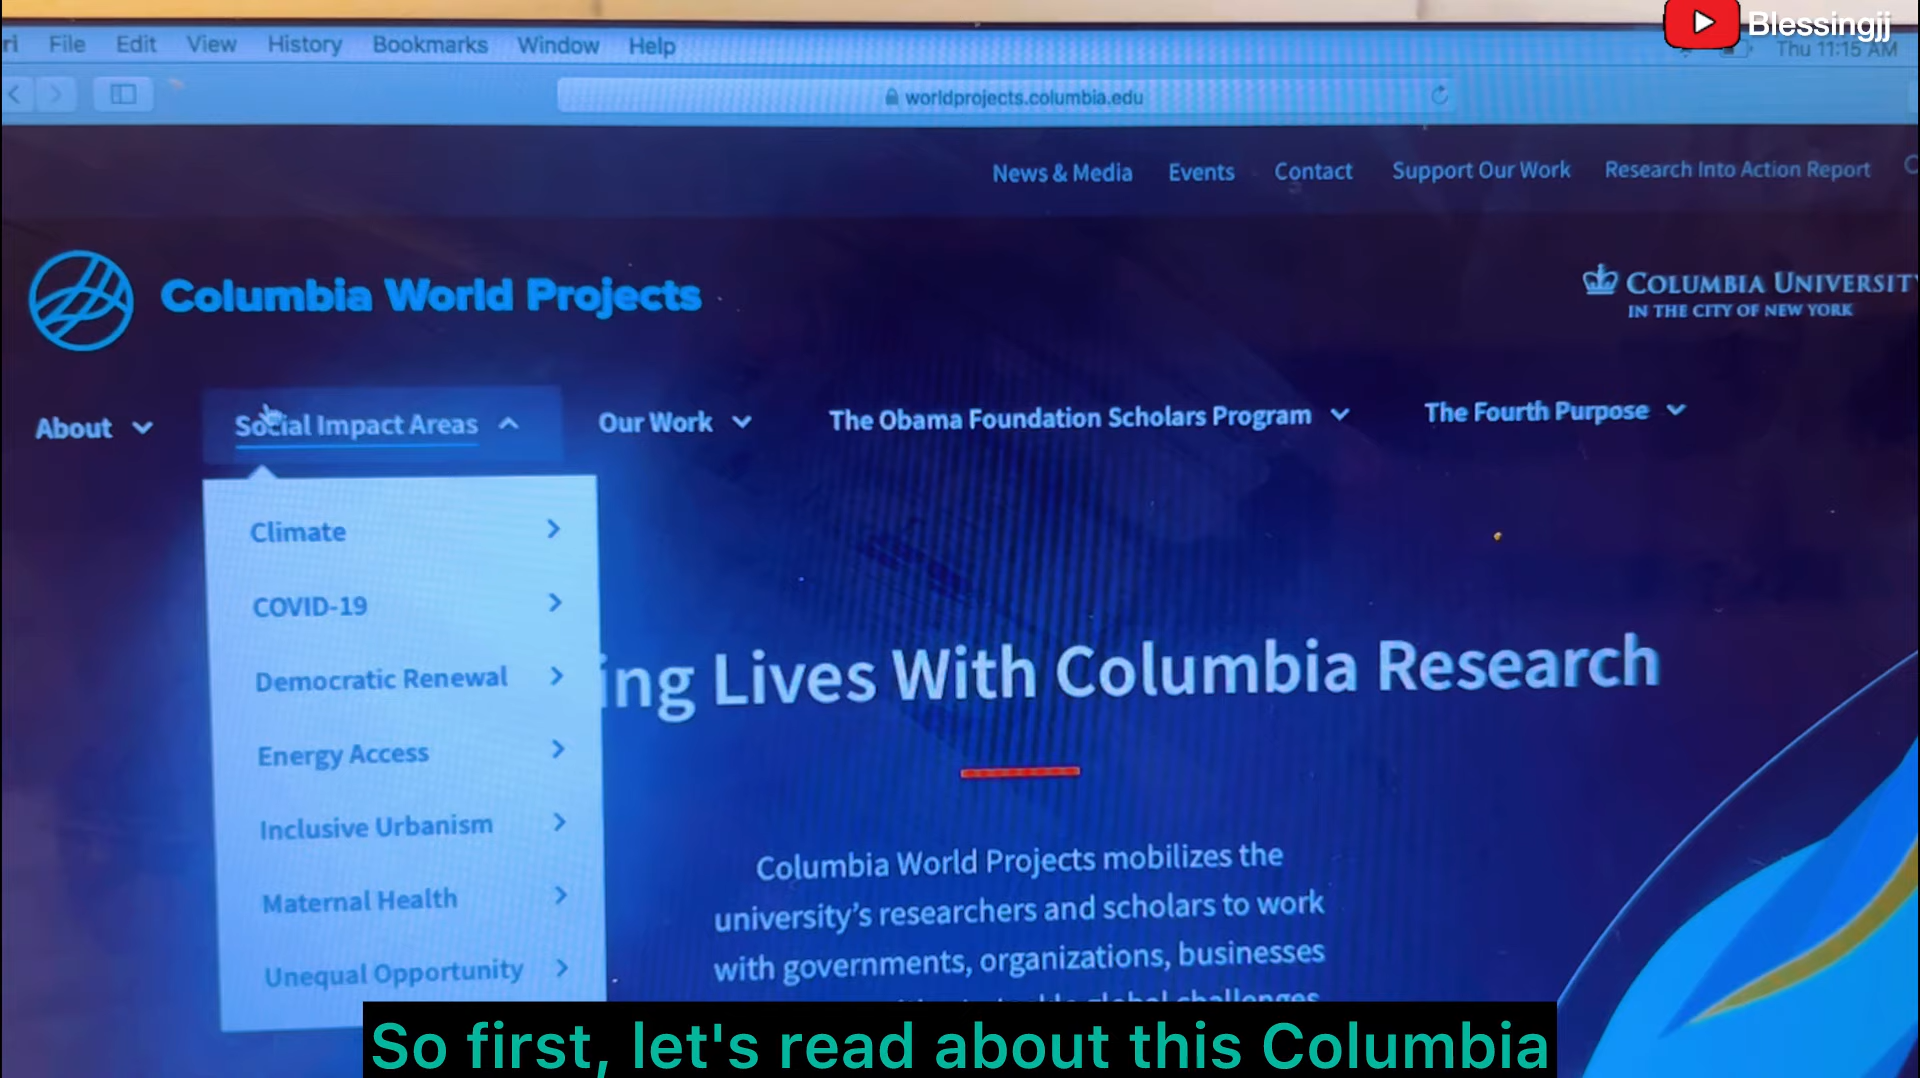 Blessingjj
ri File Edit View History Bookmarks Window Help
Thu 11:15 AM
worldprojects.columbia.edu
News & Media Events Contact Support Our Work Research Into Action Report
Columbia World Projects
COLUMBIA UNIVERSITY
IN THE CITY OF NEW YORK
About Social Impact Areas Our Work The Obama Foundation Scholars Program The Fourth Purpose
Climate
COVID-19
Democratic Renewal
Energy Access
Inclusive Urbanism
Maternal Health
Unequal Opportunity
ing Lives With Columbia Research
Columbia World Projects mobilizes the
university's researchers and scholars to work
with governments, organizations, businesses
global challenges
So first, let's read about this Columbia